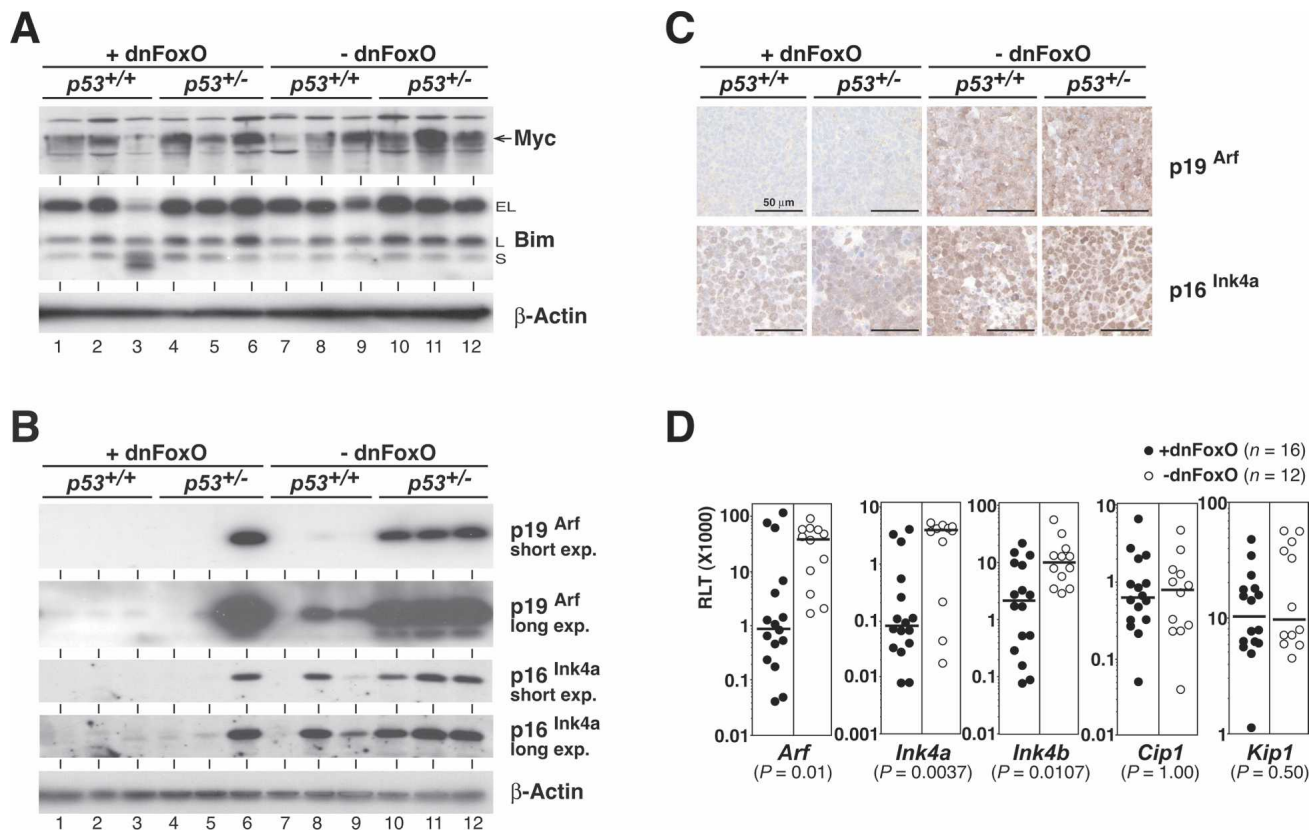 A
+ dnFoxO - dnFoxO
p53+/+ p53+/- p53+/+ p53+/-
Myc
EL
L Bim
S
β-Actin
1 2 3 4 5 6 7 8 9 10 11 12
B
+ dnFoxO - dnFoxO
p53+/+ p53+/- p53+/+ p53+/-
p19 Arf
short exp.
p19 Arf
long exp.
p16 Ink4a
short exp.
p16 Ink4a
long exp.
β-Actin
1 2 3 4 5 6 7 8 9 10 11 12
C
+ dnFoxO - dnFoxO
p53+/+ p53+/- p53+/+ p53+/-
50 μm
p19 Arf
p16 Ink4a
D
+dnFoxO (n = 16)
-dnFoxO (n = 12)
RLT (X1000)
100
10
1
0.1
0.01
Arf
(P = 0.01)
10
1
0.1
0.01
0.001
Ink4a
(P = 0.0037)
100
10
1
0.1
0.01
Ink4b
(P = 0.0107)
10
1
0.1
0.01
Cip1
(P = 1.00)
100
10
1
Kip1
(P = 0.50)